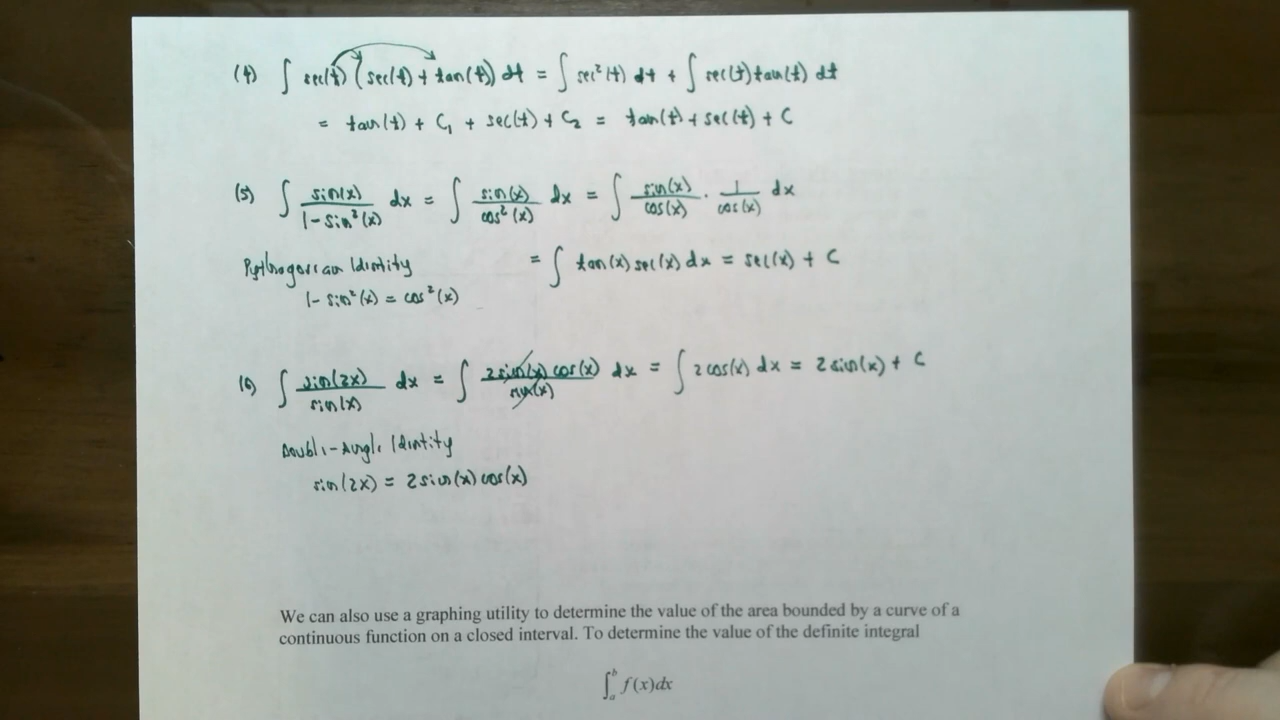 (4) ∫ sec(t) (sec(t) + tan(t)) dt = ∫ sec²(t) dt + ∫ sec(t) tan(t) dt
= tan(t) + C₁ + sec(t) + C₂ = tan(t) + sec(t) + C
(5) ∫ sin(x)/(1-sin²(x)) dx = ∫ sin(x)/cos²(x) dx = ∫ sin(x)/cos(x) · 1/cos(x) dx
Pythagorean Identity = ∫ tan(x) sec(x) dx = sec(x) + C
1 - sin²(x) = cos²(x)
(6) ∫ sin(2x)/sin(x) dx = ∫ 2sin(x) cos(x)/sin(x) dx = ∫ 2 cos(x) dx = 2 sin(x) + C
Double-Angle Identity
sin(2x) = 2 sin(x) cos(x)
We can also use a graphing utility to determine the value of the area bounded by a curve of a
continuous function on a closed interval. To determine the value of the definite integral
∫ₐᵇ f(x)dx